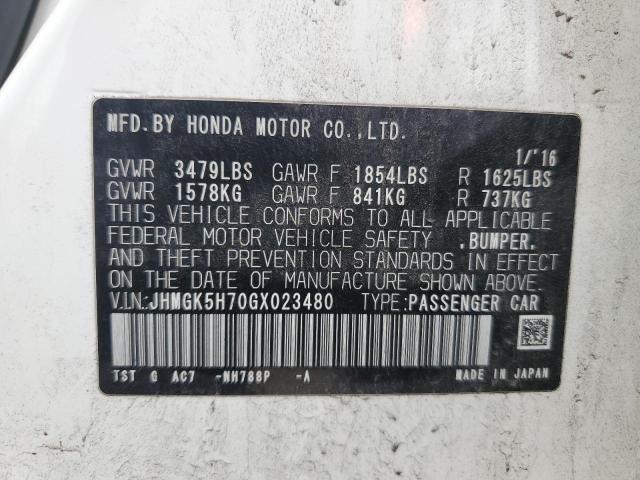 MFD. BY HONDA MOTOR CO., LTD.
1/'16
GVWR 3479LBS GAWR F 1854LBS R 1625LBS
GVWR 1578KG GAWR F 841KG R 737KG
THIS VEHICLE CONFORMS TO ALL APPLICABLE
FEDERAL MOTOR VEHICLE SAFETY ,BUMPER,
AND THEFT PREVENTION STANDARDS IN EFFECT
ON THE DATE OF MANUFACTURE SHOWN ABOVE.
V.IN:JHMGK5H70GX023480 TYPE:PASSENGER CAR
TST G AC7 -NH788P -A MADE IN JAPAN